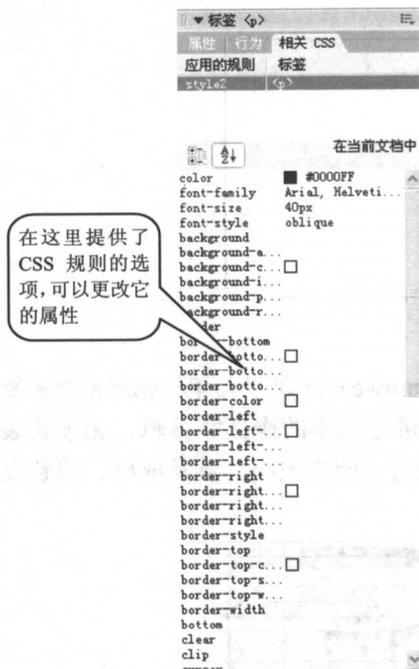 ▼ 标签 <p>
属性 行为 相关 CSS
应用的规则 标签
style2 <p>
在当前文档中
color #0000FF
font-family Arial, Helveti...
font-size 40px
font-style oblique
background
background-a...
background-c...
background-i...
background-p...
background-r...
border-bottom
border-botto...
border-botto...
border-botto...
border-color
border-left
border-left-...
border-left-...
border-left-...
border-right
border-right...
border-right...
border-right...
border-style
border-top
border-top-c...
border-top-s...
border-top-w...
border-width
bottom
clear
clip
在这里提供了
CSS 规则的选
项,可以更改它
的属性